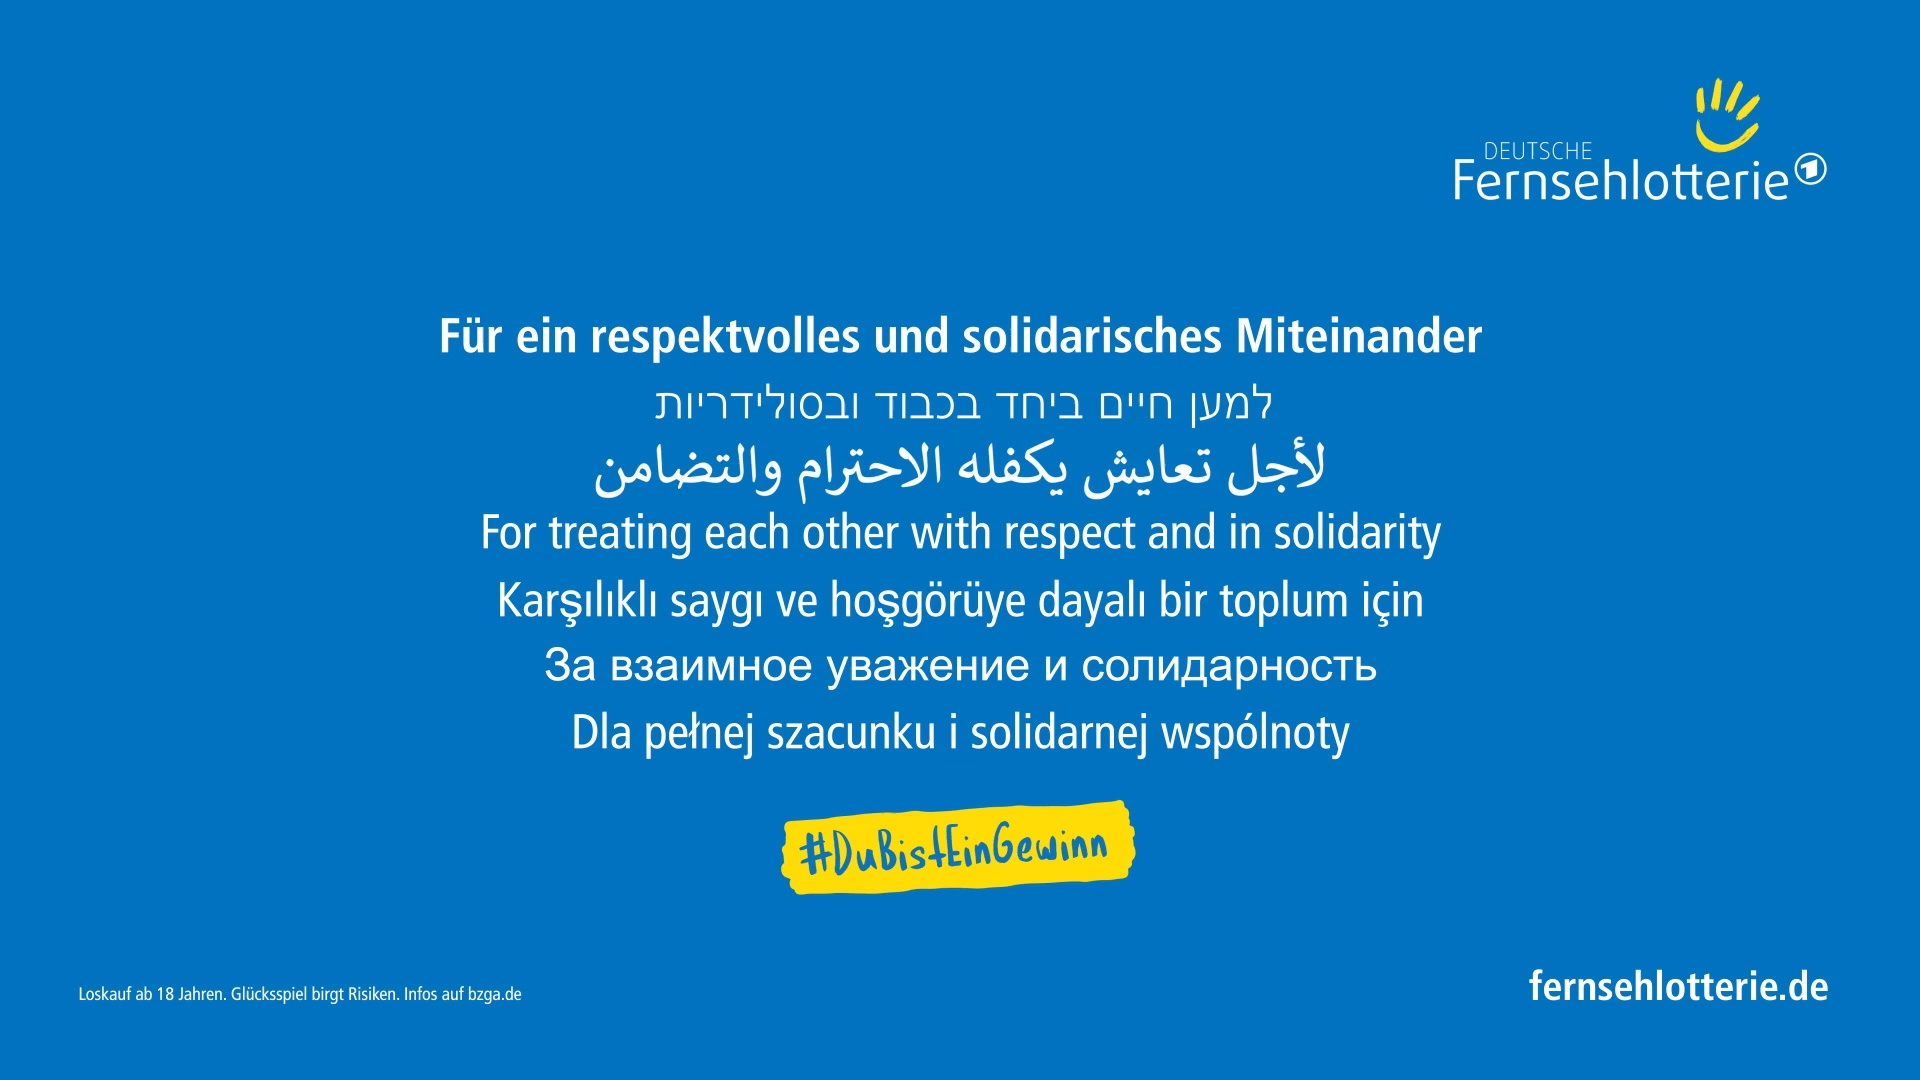 DEUTSCHE
Fernsehlotterie
Für ein respektvolles und solidarisches Miteinander
למען חיים ביחד בכבוד ובסולידריות
لأجل تعايش يكفله الاحترام والتضامن
For treating each other with respect and in solidarity
Karşılıklı saygı ve hoşgörüye dayalı bir toplum için
За взаимное уважение и солидарность
Dla pełnej szacunku i solidarnej wspólnoty
#DuBistEinGewinn
Loskauf ab 18 Jahren. Glücksspiel birgt Risiken. Infos auf bzga.de
fernsehlotterie.de